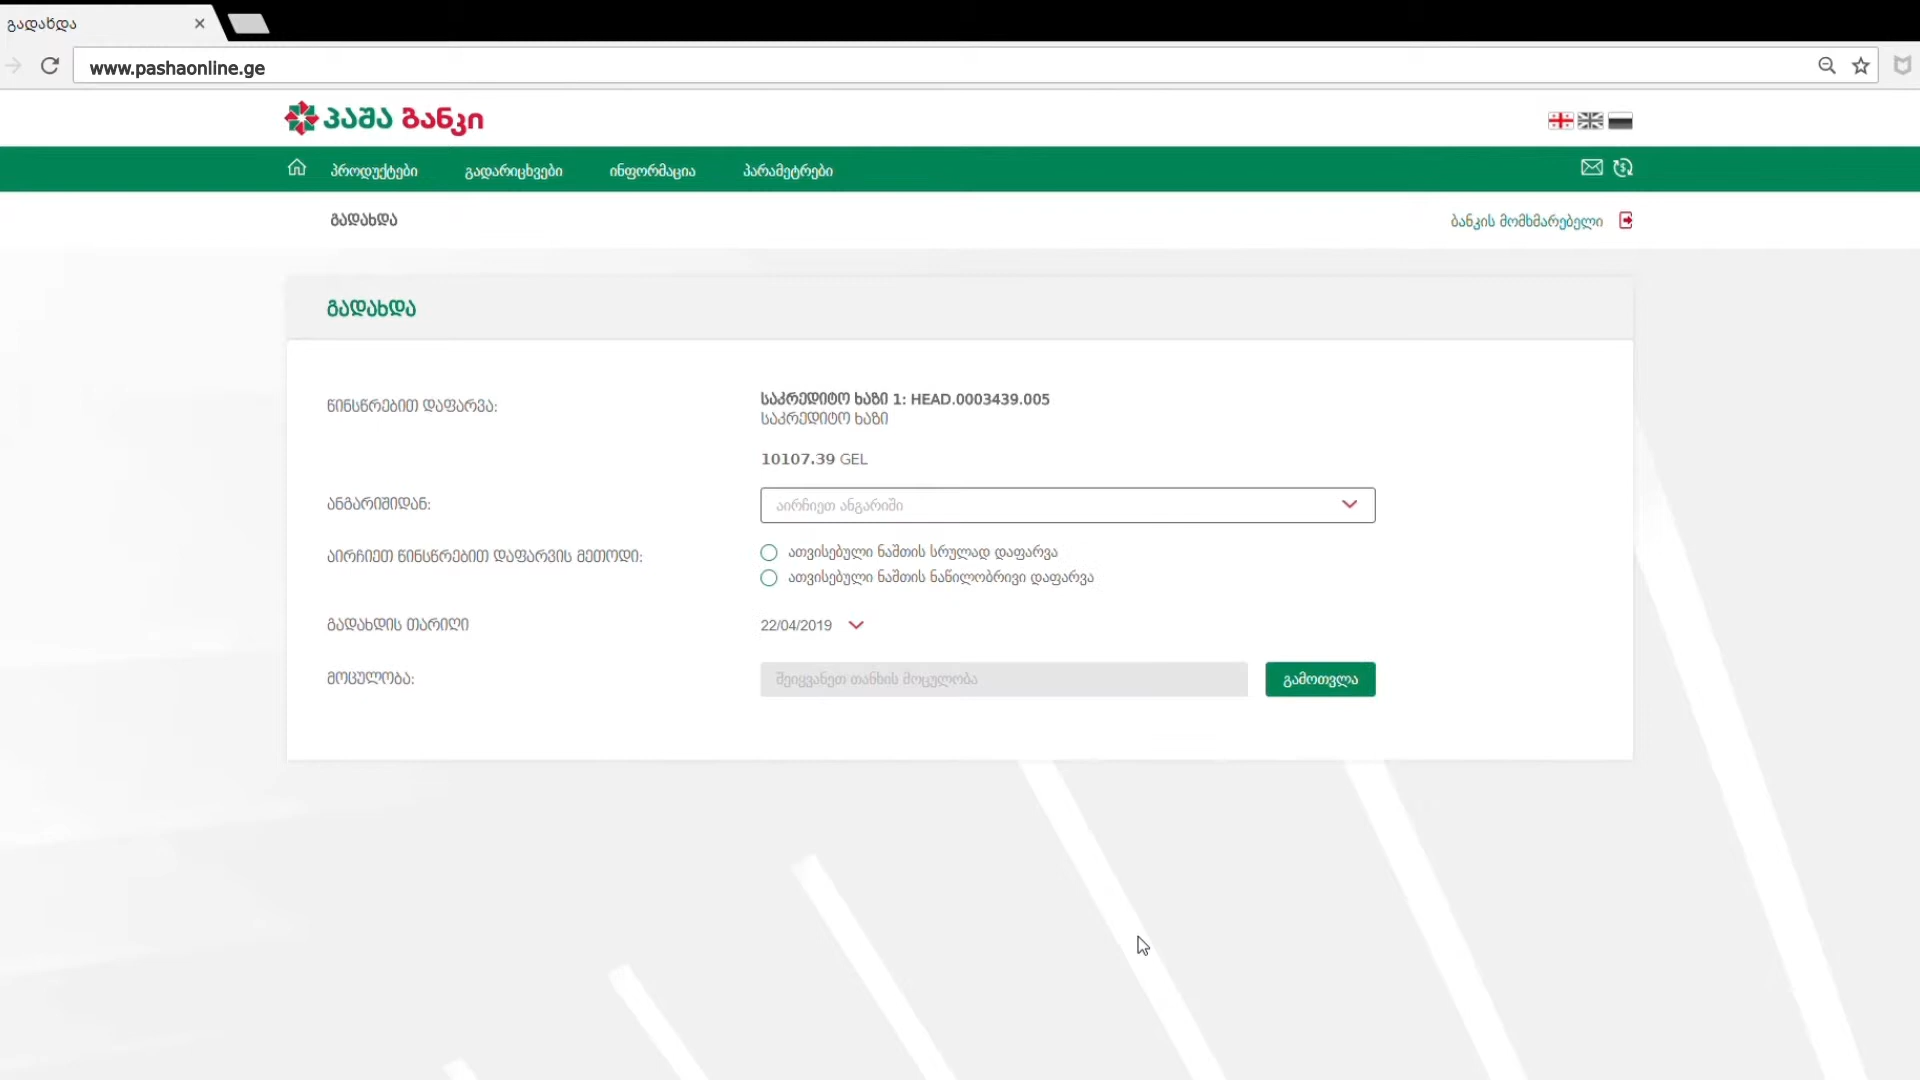 გადახდა
www.pashaonline.ge
პაშა ბანკი
პროდუქტები გადარიცხვები ინფორმაცია პარამეტრები
გადახდა
ბანკის მომხმარებელი
გადახდა
წინსწრებით დაფარვა:
საკრედიტო ხაზი 1: HEAD.0003439.005
საკრედიტო ხაზი
10107.39 GEL
ანგარიშიდან:
აირჩიეთ ანგარიში
აირჩიეთ წინსწრებით დაფარვის მეთოდი:
ათვისებული ნაშთის სრულად დაფარვა
ათვისებული ნაშთის ნაწილობრივი დაფარვა
გადახდის თარიღი
22/04/2019
მოცულობა:
შეიყვანეთ თანხის მოცულობა
გამოთვლა